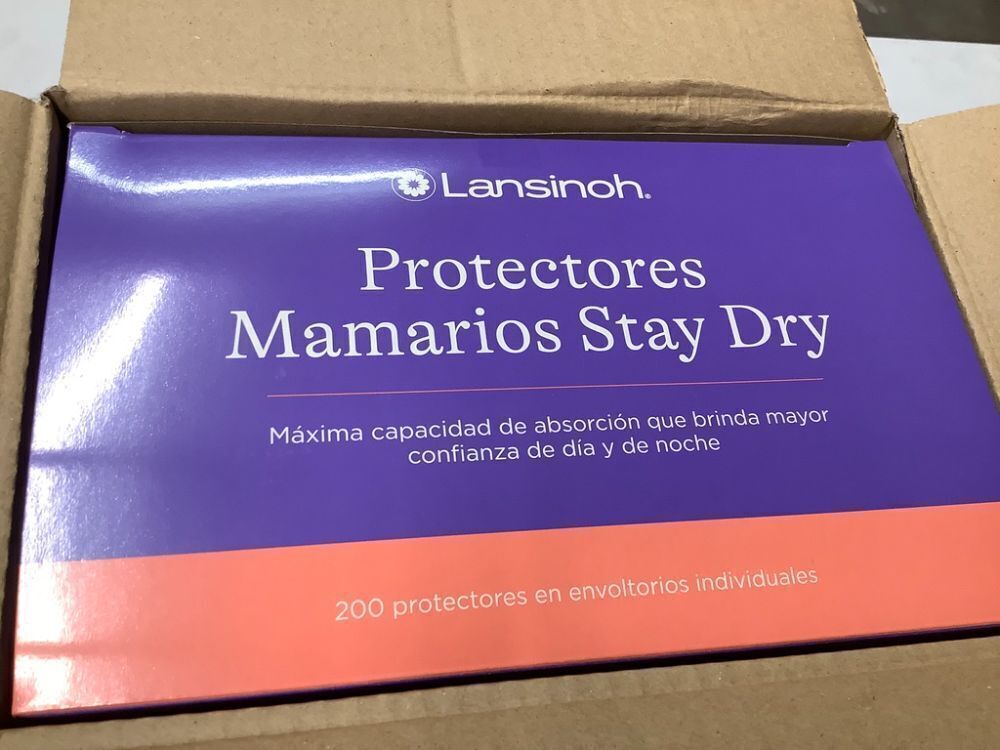 Lansinoh®
Protectores
Mamarios Stay Dry
Máxima capacidad de absorción que brinda mayor
confianza de día y de noche
200 protectores en envoltorios individuales